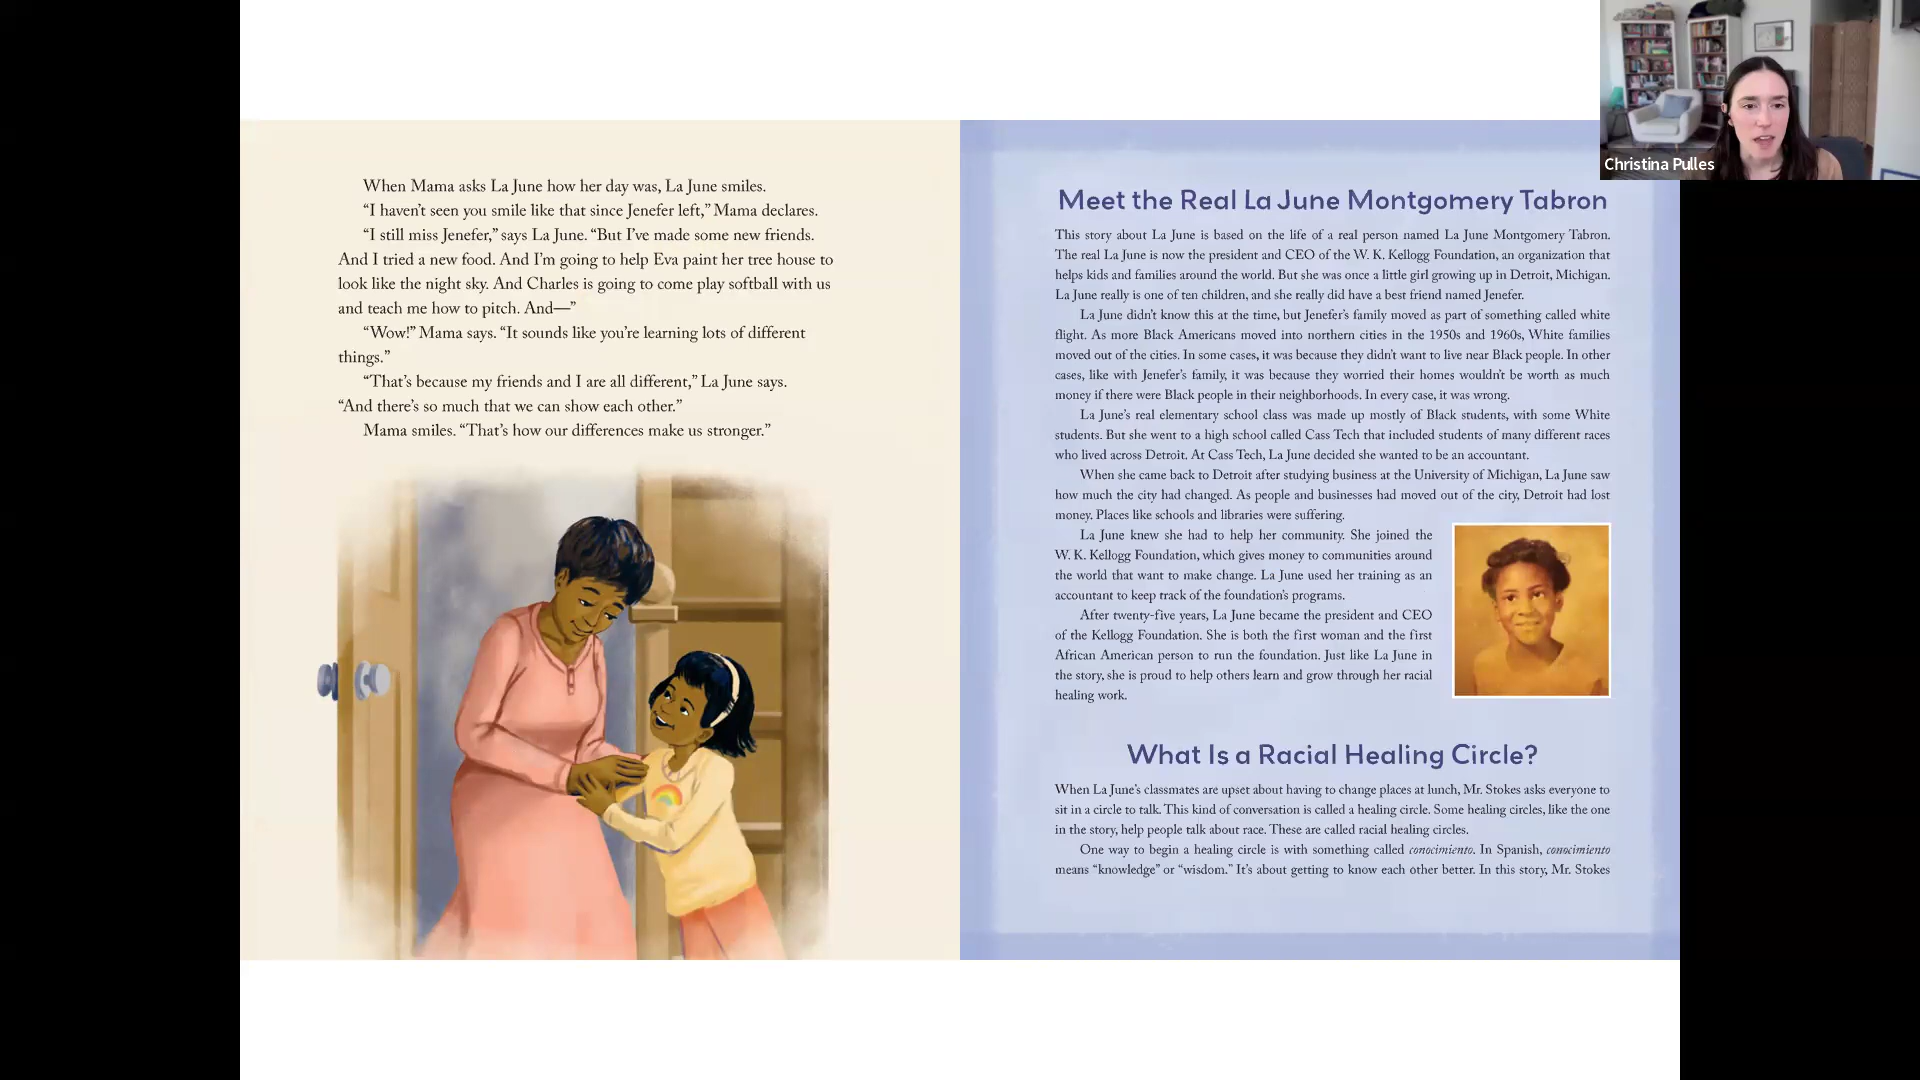 Christina Pulles
When Mama asks La June how her day was, La June smiles.
“I haven’t seen you smile like that since Jenefer left,” Mama declares.
“I still miss Jenefer,” says La June. “But I’ve made some new friends.
And I tried a new food. And I’m going to help Eva paint her tree house to
look like the night sky. And Charles is going to come play softball with us
and teach me how to pitch. And—”
“Wow!” Mama says. “It sounds like you’re learning lots of different
things.”
“That’s because my friends and I are all different,” La June says.
“And there’s so much that we can show each other.”
Mama smiles. “That’s how our differences make us stronger.”
Meet the Real La June Montgomery Tabron
This story about La June is based on the life of a real person named La June Montgomery Tabron.
The real La June is now the president and CEO of the W. K. Kellogg Foundation, an organization that
helps kids and families around the world. But she was once a little girl growing up in Detroit, Michigan.
La June really is one of ten children, and she really did have a best friend named Jenefer.
La June didn’t know this at the time, but Jenefer’s family moved as part of something called white
flight. As more Black Americans moved into northern cities in the 1950s and 1960s, White families
moved out of the cities. In some cases, it was because they didn’t want to live near Black people. In other
cases, like with Jenefer’s family, it was because they worried their homes wouldn’t be worth as much
money if there were Black people in their neighborhoods. In every case, it was wrong.
La June’s real elementary school class was made up mostly of Black students, with some White
students. But she went to a high school called Cass Tech that included students of many different races
who lived across Detroit. At Cass Tech, La June decided she wanted to be an accountant.
When she came back to Detroit after studying business at the University of Michigan, La June saw
how much the city had changed. As people and businesses had moved out of the city, Detroit had lost
money. Places like schools and libraries were suffering.
La June knew she had to help her community. She joined the
W. K. Kellogg Foundation, which gives money to communities around
the world that want to make change. La June used her training as an
accountant to keep track of the foundation’s programs.
After twenty-five years, La June became the president and CEO
of the Kellogg Foundation. She is both the first woman and the first
African American person to run the foundation. Just like La June in
the story, she is proud to help others learn and grow through her racial
healing work.
What Is a Racial Healing Circle?
When La June’s classmates are upset about having to change places at lunch, Mr. Stokes asks everyone to
sit in a circle to talk. This kind of conversation is called a healing circle. Some healing circles, like the one
in the story, help people talk about race. These are called racial healing circles.
One way to begin a healing circle is with something called conocimiento. In Spanish, conocimiento
means “knowledge” or “wisdom.” It’s about getting to know each other better. In this story, Mr. Stokes